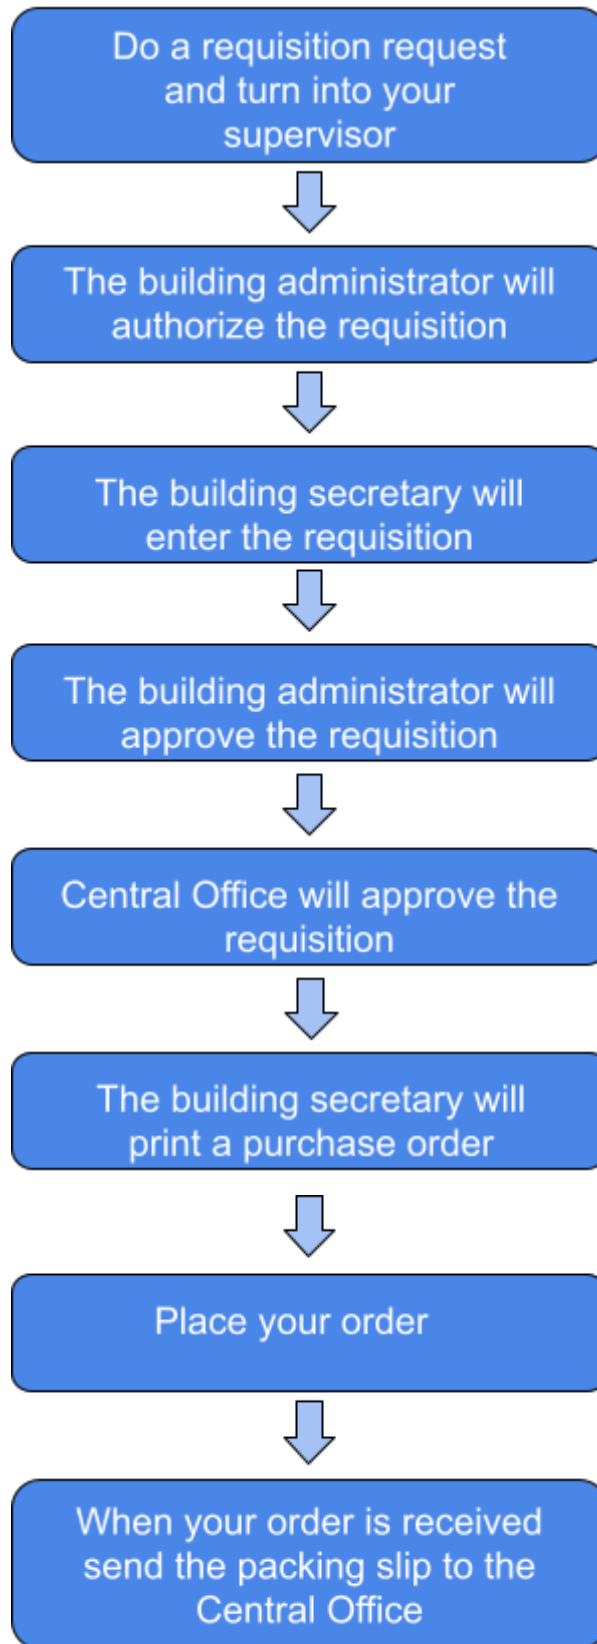 Do a requisition request
and turn into your
supervisor
The building administrator will
authorize the requisition
The building secretary will
enter the requisition
The building administrator will
approve the requisition
Central Office will approve the
requisition
The building secretary will
print a purchase order
Place your order
When your order is received
send the packing slip to the
Central Office